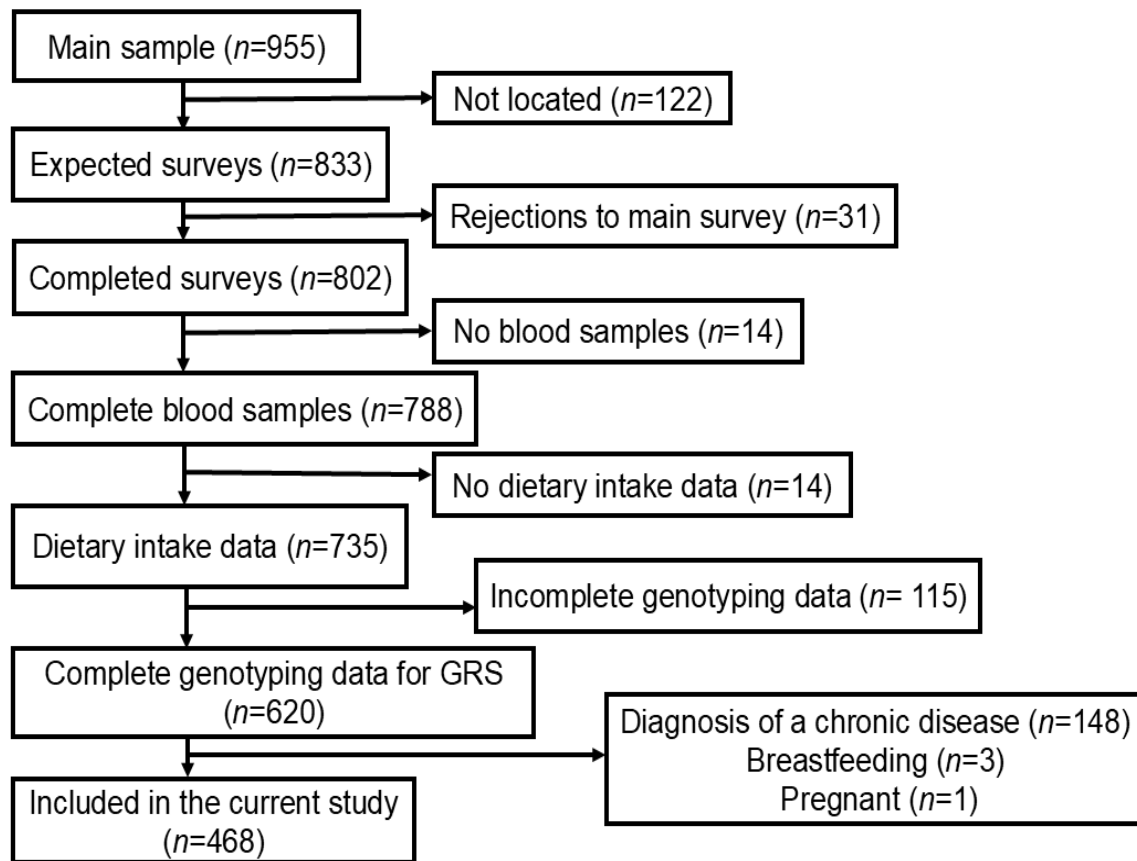 Main sample (n=955)
Not located (n=122)
Expected surveys (n=833)
Rejections to main survey (n=31)
Completed surveys (n=802)
No blood samples (n=14)
Complete blood samples (n=788)
No dietary intake data (n=14)
Dietary intake data (n=735)
Incomplete genotyping data (n= 115)
Complete genotyping data for GRS
(n=620)
Diagnosis of a chronic disease (n=148)
Breastfeeding (n=3)
Pregnant (n=1)
Included in the current study
(n=468)